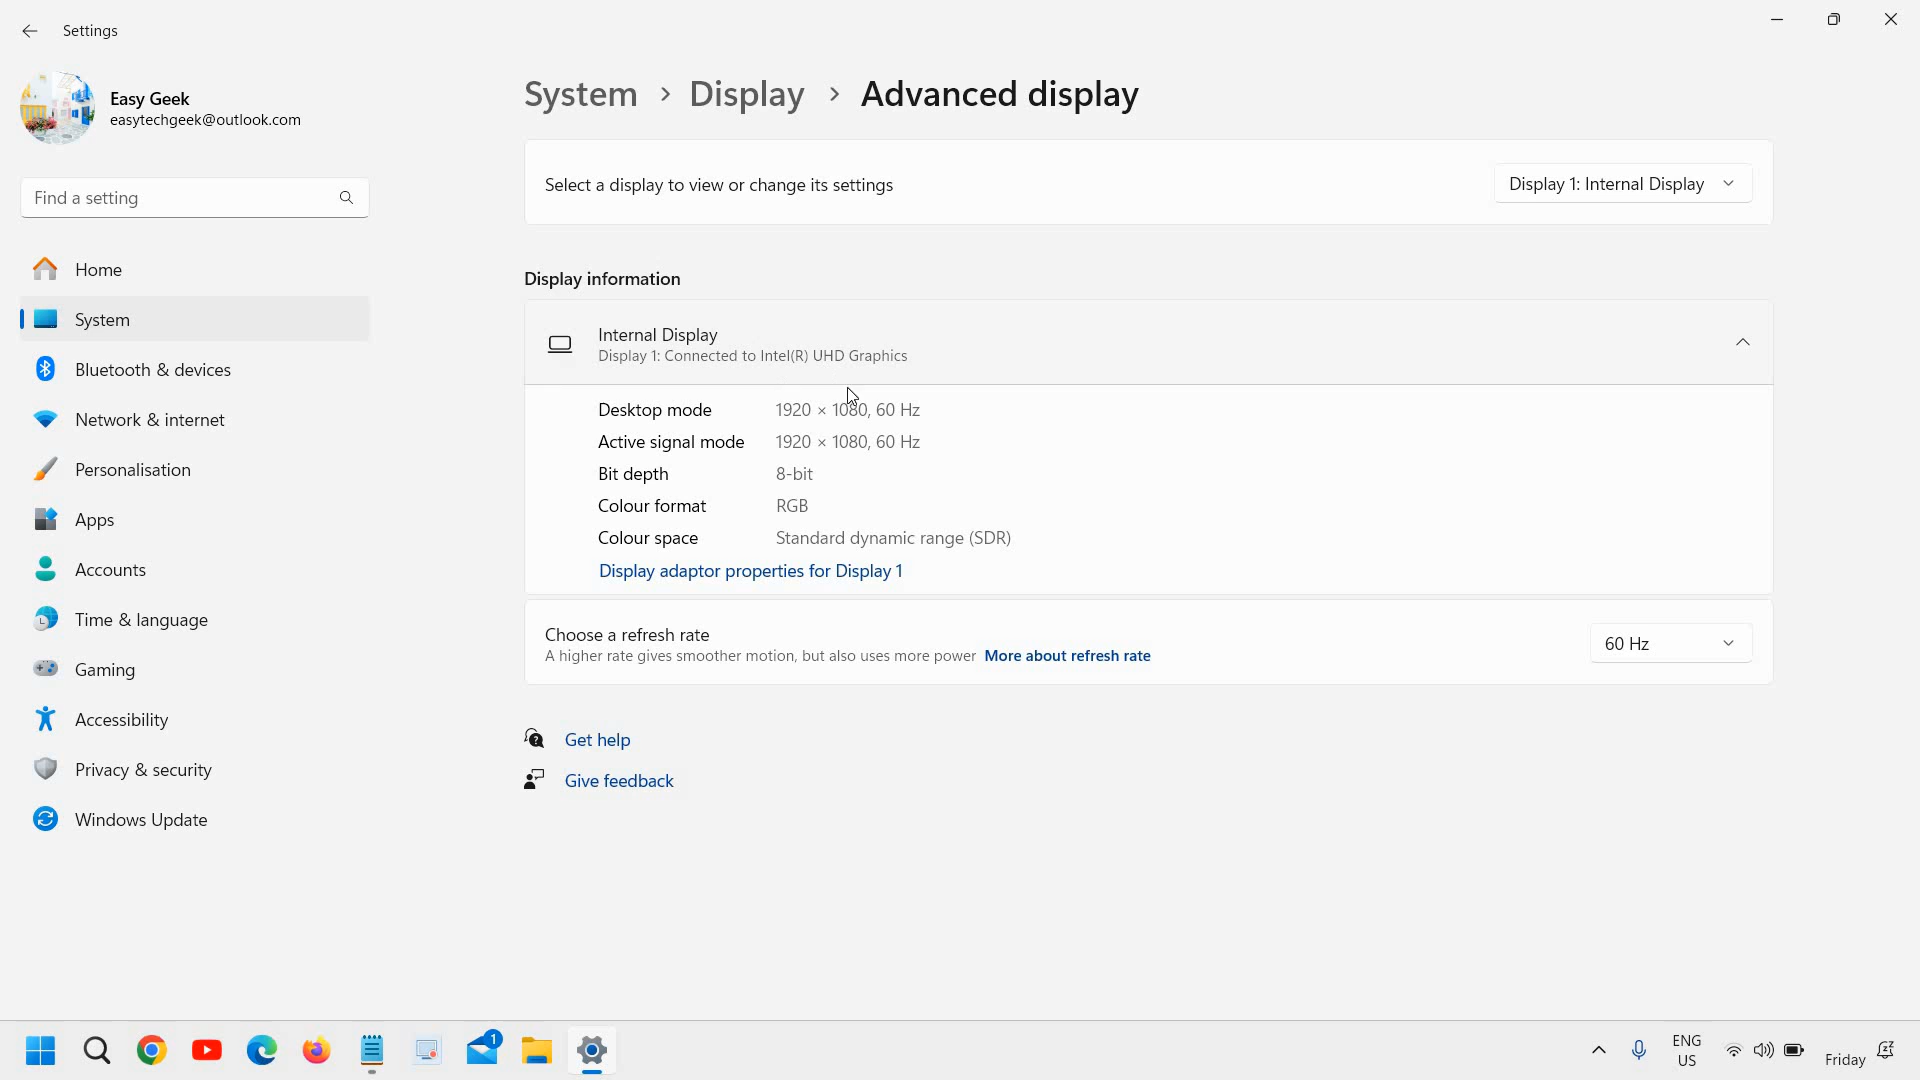 Settings
Easy Geek
easytechgeek@outlook.com
Find a setting
Home
System
Bluetooth & devices
Network & internet
Personalisation
Apps
Accounts
Time & language
Gaming
Accessibility
Privacy & security
Windows Update
System > Display > Advanced display
Select a display to view or change its settings
Display 1: Internal Display
Display information
Internal Display
Display 1: Connected to Intel(R) UHD Graphics
Desktop mode 1920 × 1080, 60 Hz
Active signal mode 1920 × 1080, 60 Hz
Bit depth 8-bit
Colour format RGB
Colour space Standard dynamic range (SDR)
Display adaptor properties for Display 1
Choose a refresh rate
A higher rate gives smoother motion, but also uses more power More about refresh rate
60 Hz
Get help
Give feedback
1
ENG
US
Friday